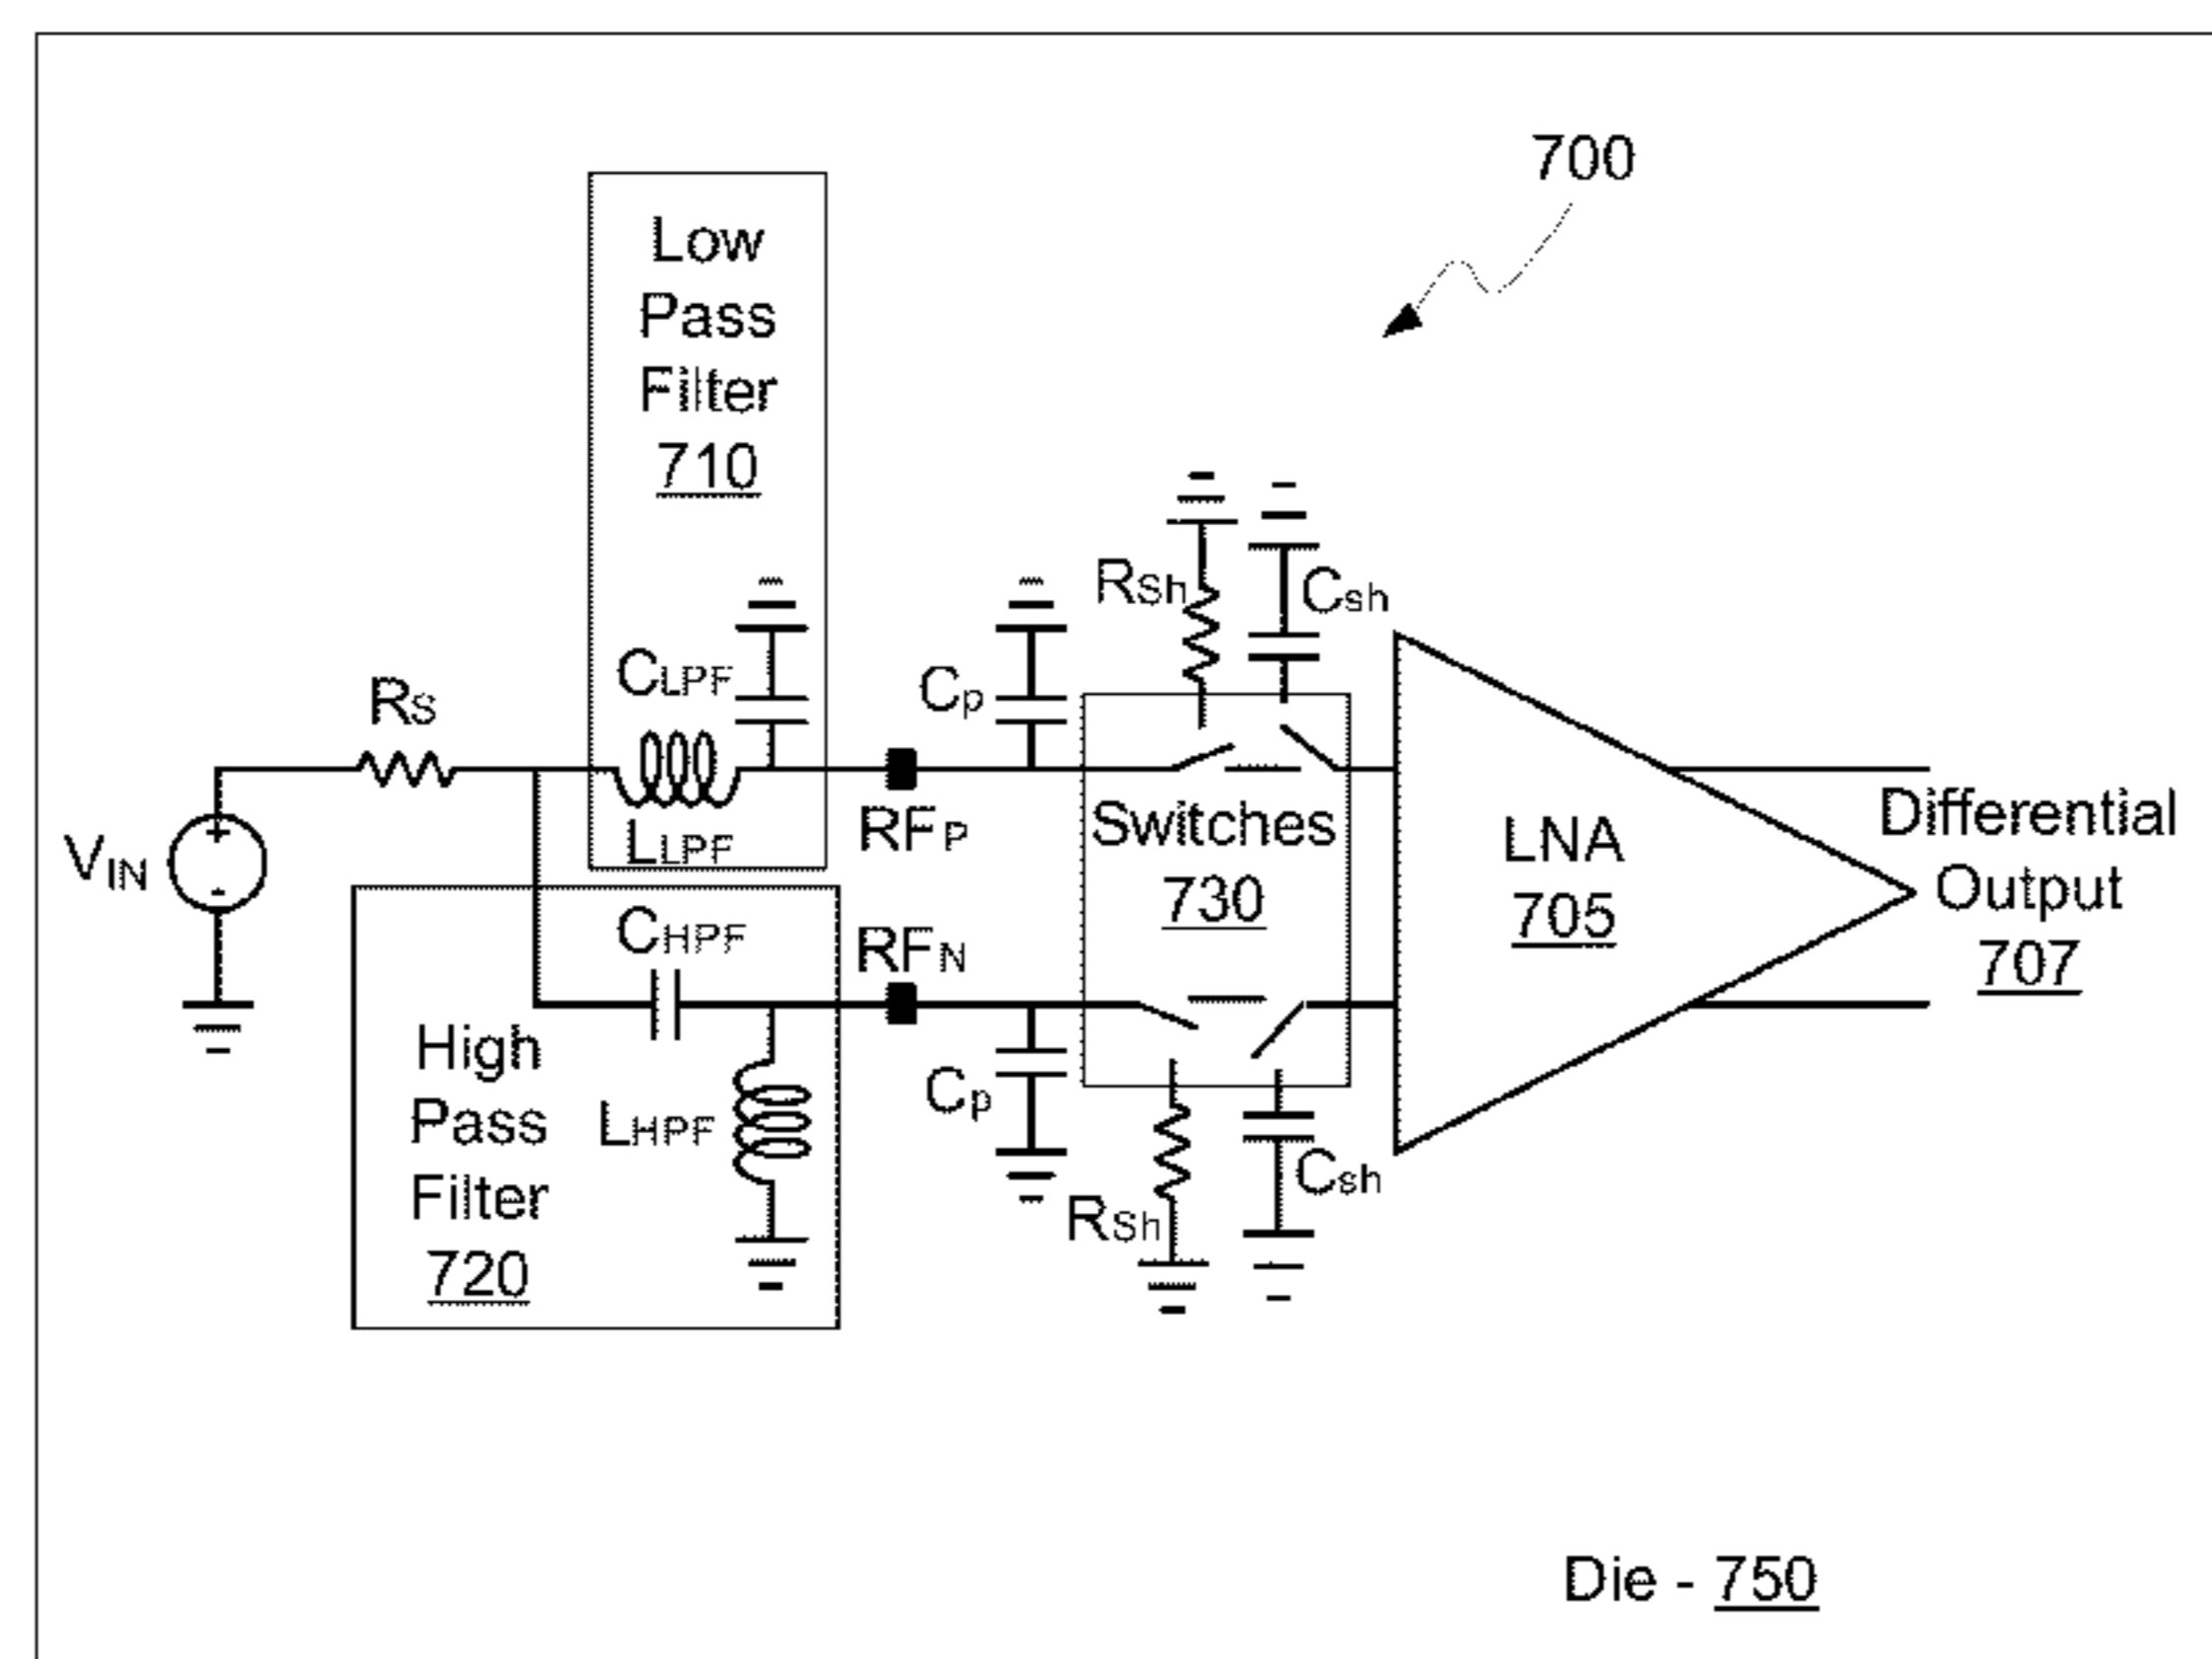 700
Low
Pass
Filter
710
RSh
Csh
CLPF
Cp
RS
LLPF
RFP
VIN
+
-
Switches
730
LNA
705
Differential
Output
707
CHPF
RFN
High
Pass
Filter
720
LHPF
Cp
RSh
Csh
Die - 750